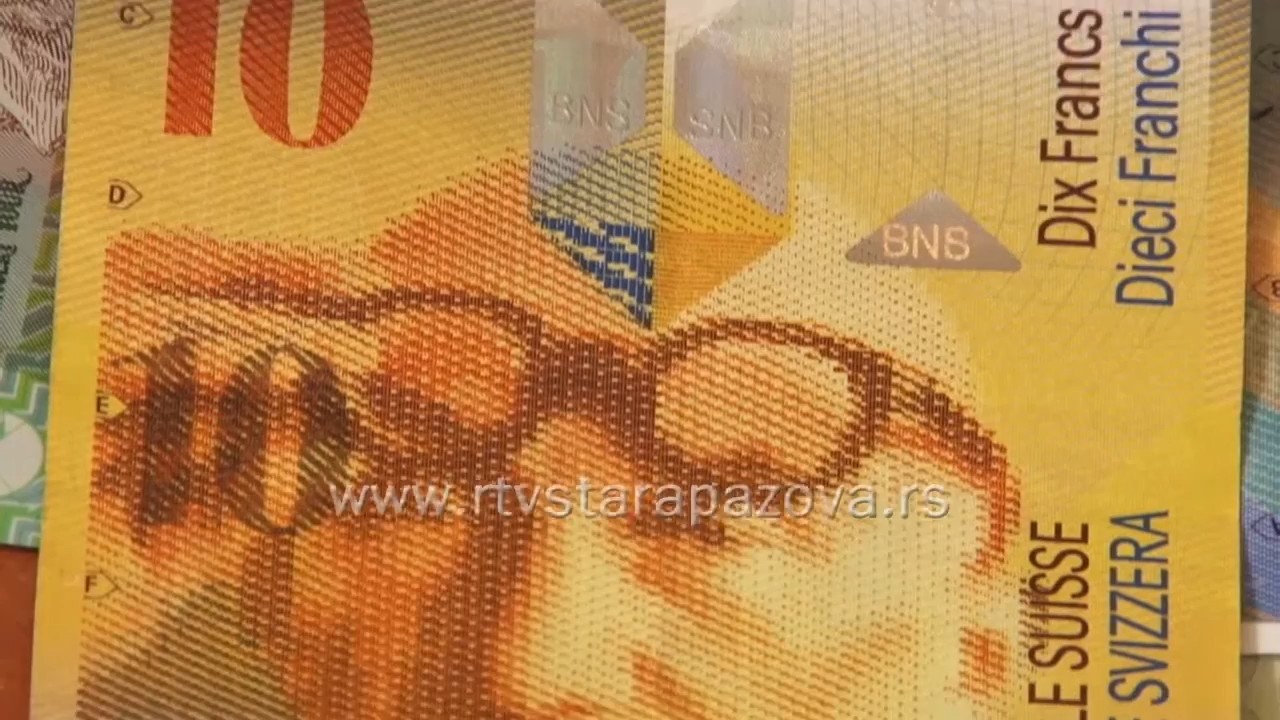 C
10
BNS
SNB
D
BNS
Dix Francs
Dieci Franchi
E
10
www.rtvstarapazova.rs
F
LE SUISSE
SVIZZERA